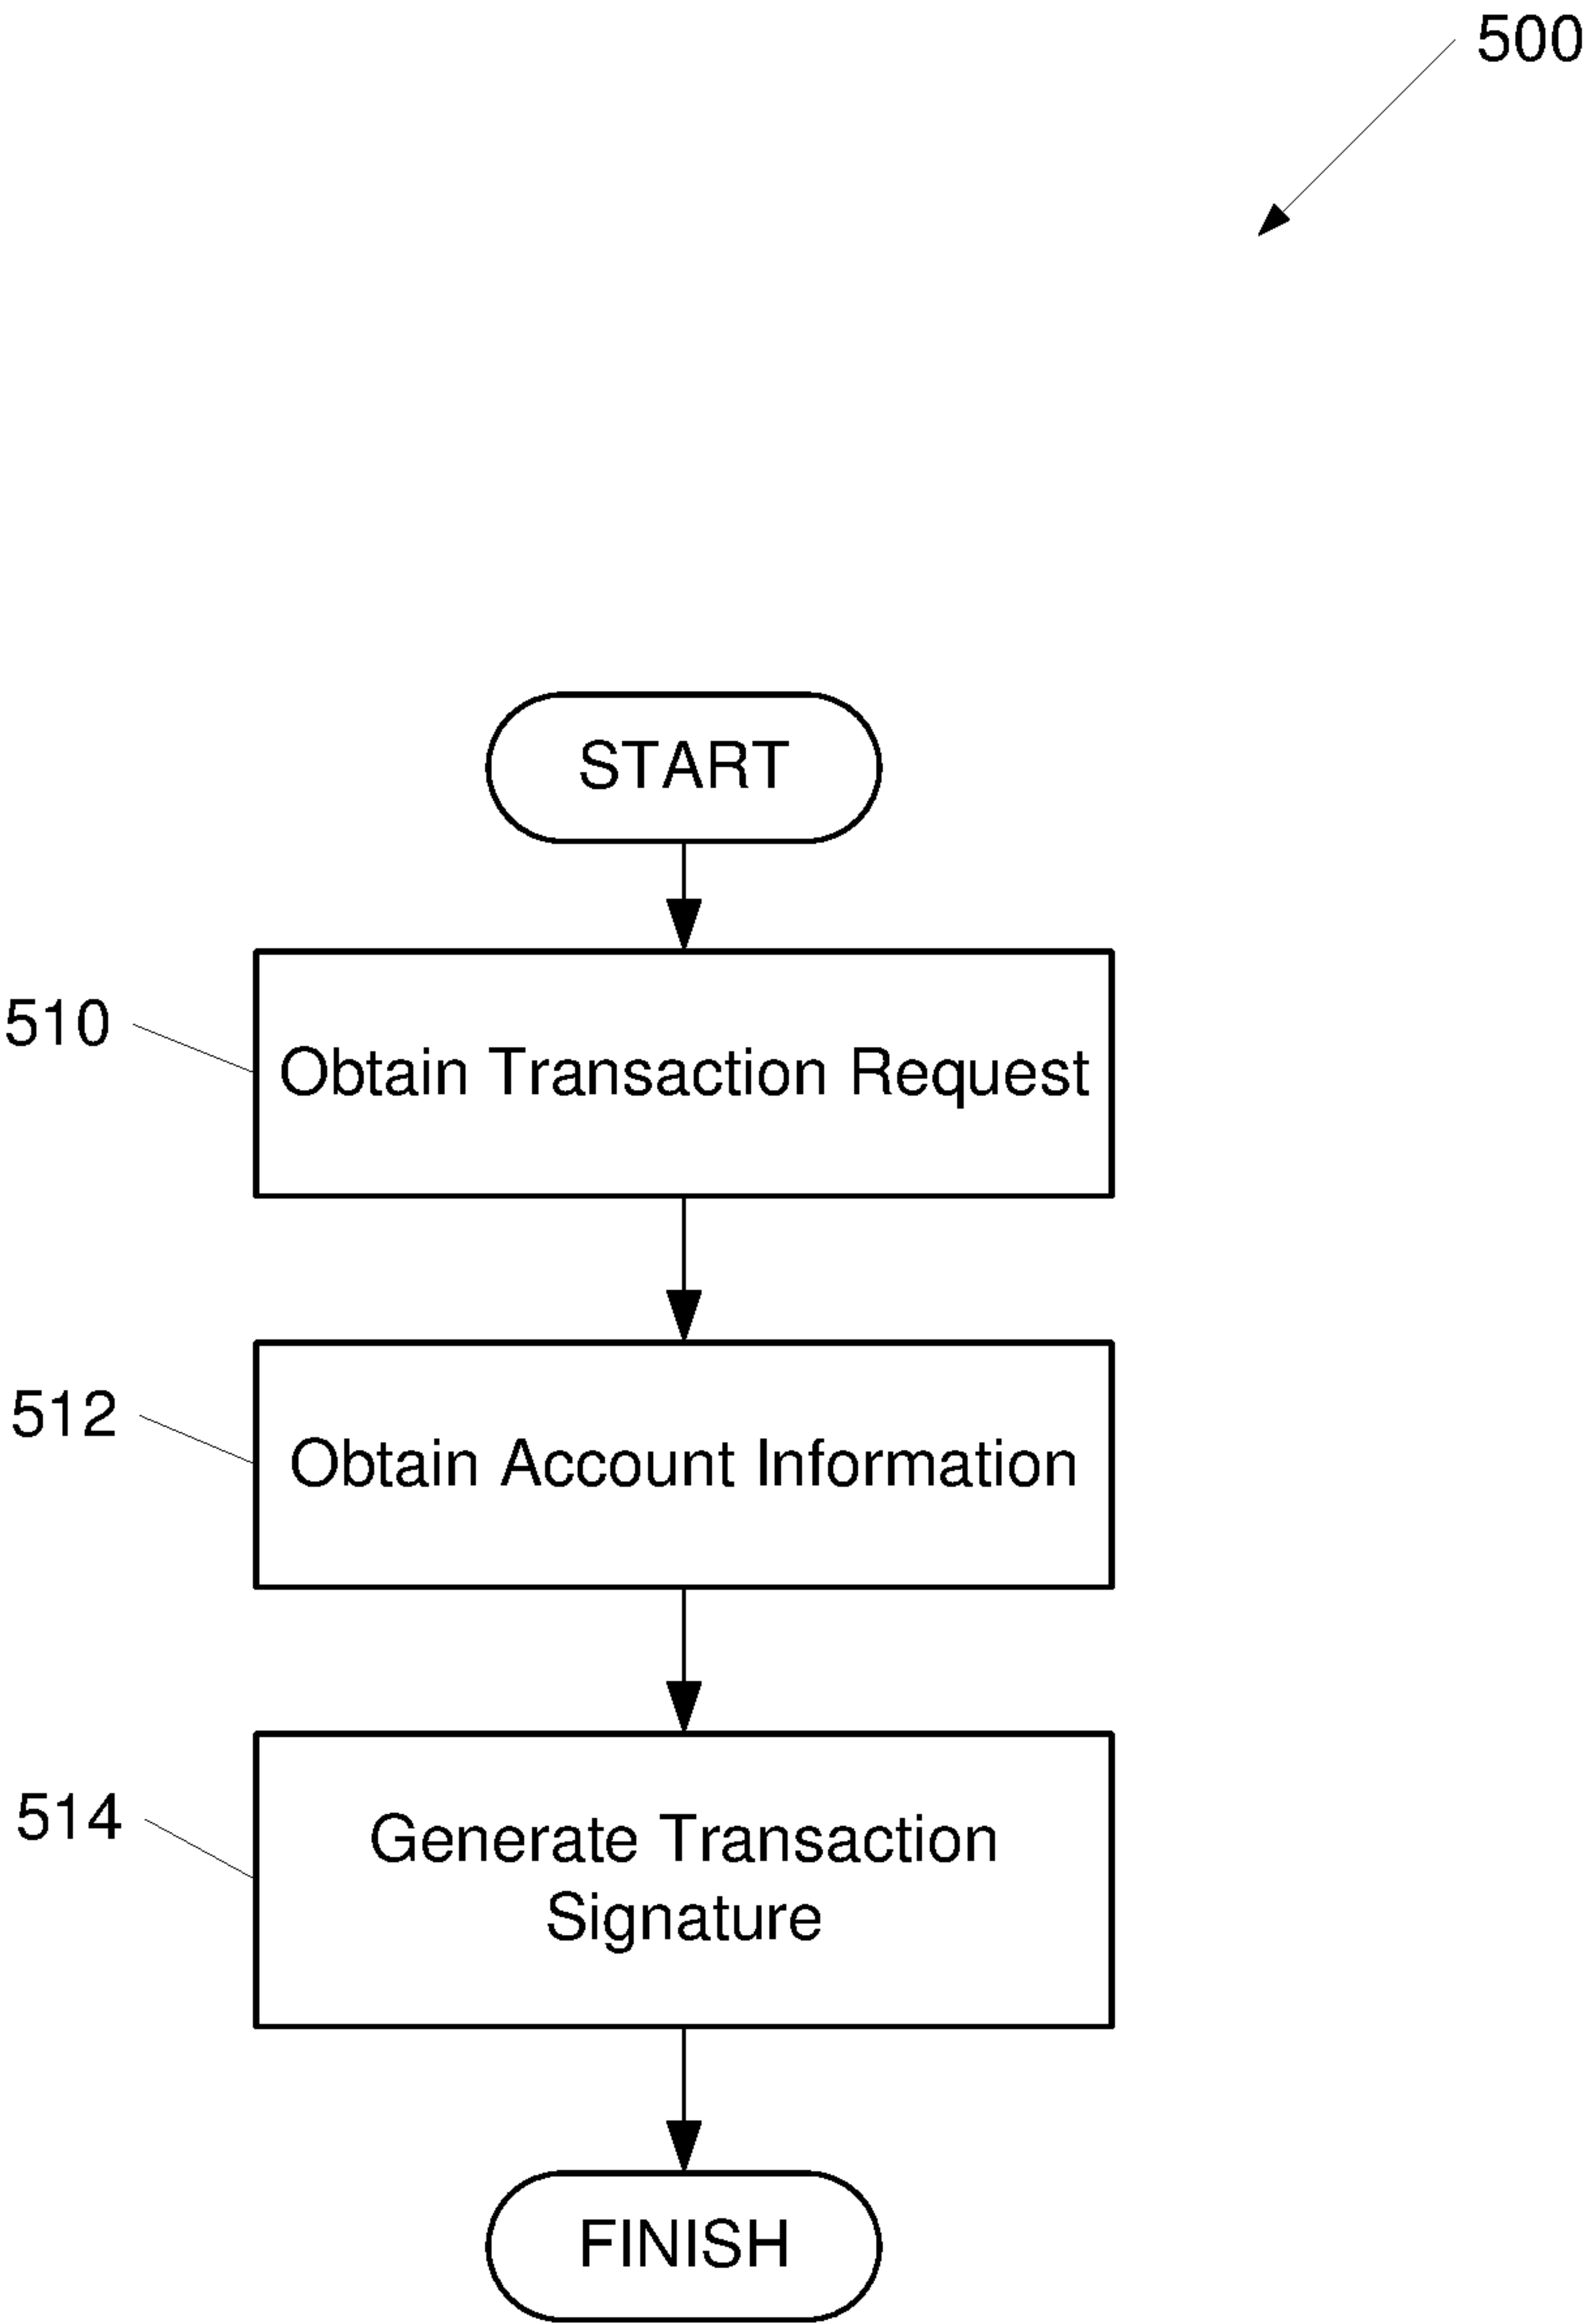 500
START
510
Obtain Transaction Request
512
Obtain Account Information
514
Generate Transaction
Signature
FINISH